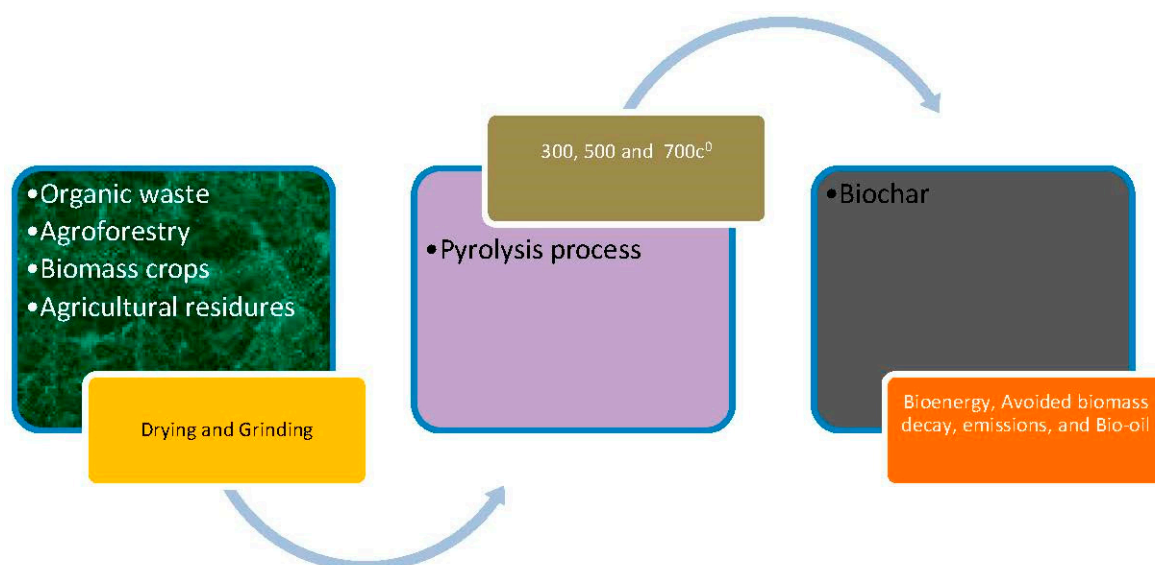 •Organic waste
•Agroforestry
•Biomass crops
•Agricultural residures
Drying and Grinding
300, 500 and 700c⁰
•Pyrolysis process
•Biochar
Bioenergy, Avoided biomass
decay, emissions, and Bio-oil